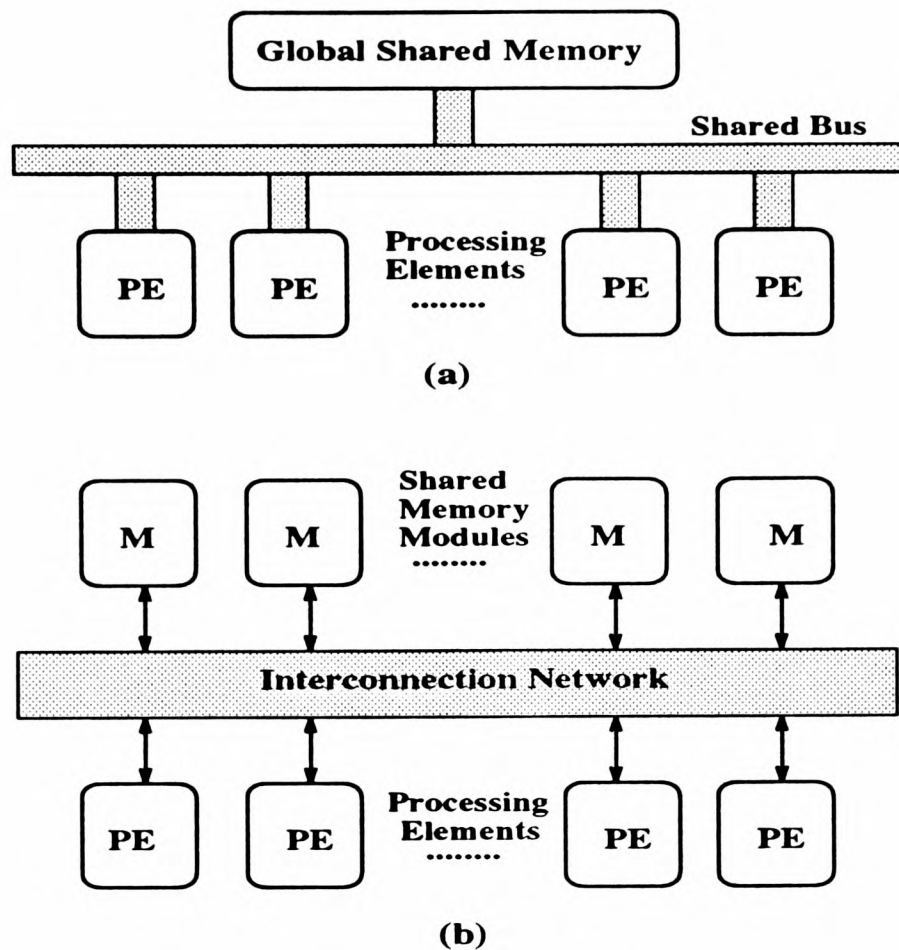 Global Shared Memory
Shared Bus
PE
PE
Processing
Elements
........
PE
PE
(a)
M
M
Shared
Memory
Modules
........
M
M
Interconnection Network
PE
PE
Processing
Elements
........
PE
PE
(b)